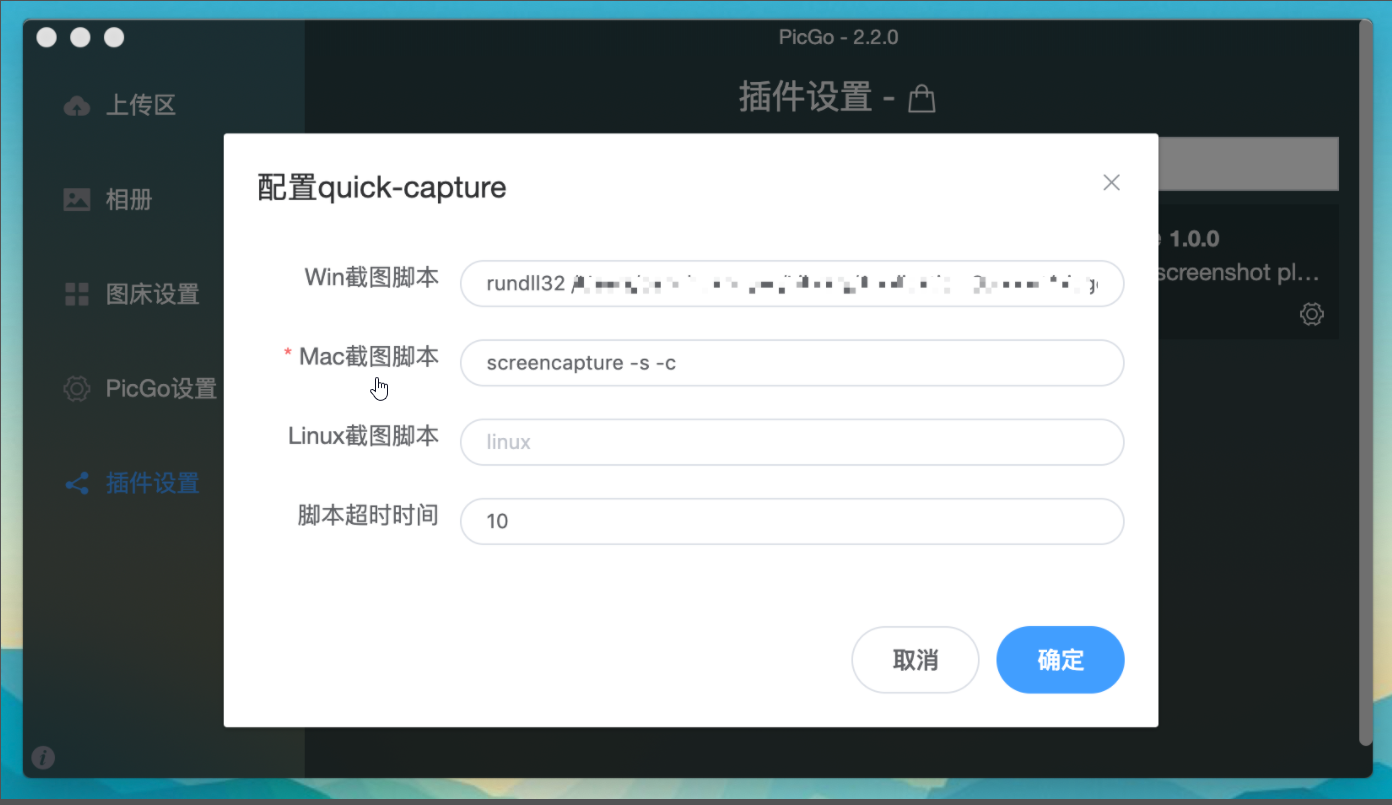 PicGo - 2.2.0
插件设置 -
上传区
相册
图床设置
PicGo设置
插件设置
1.0.0
screenshot pl...
配置quick-capture
Win截图脚本
rundll32
* Mac截图脚本
screencapture -s -c
Linux截图脚本
linux
脚本超时时间
10
取消
确定